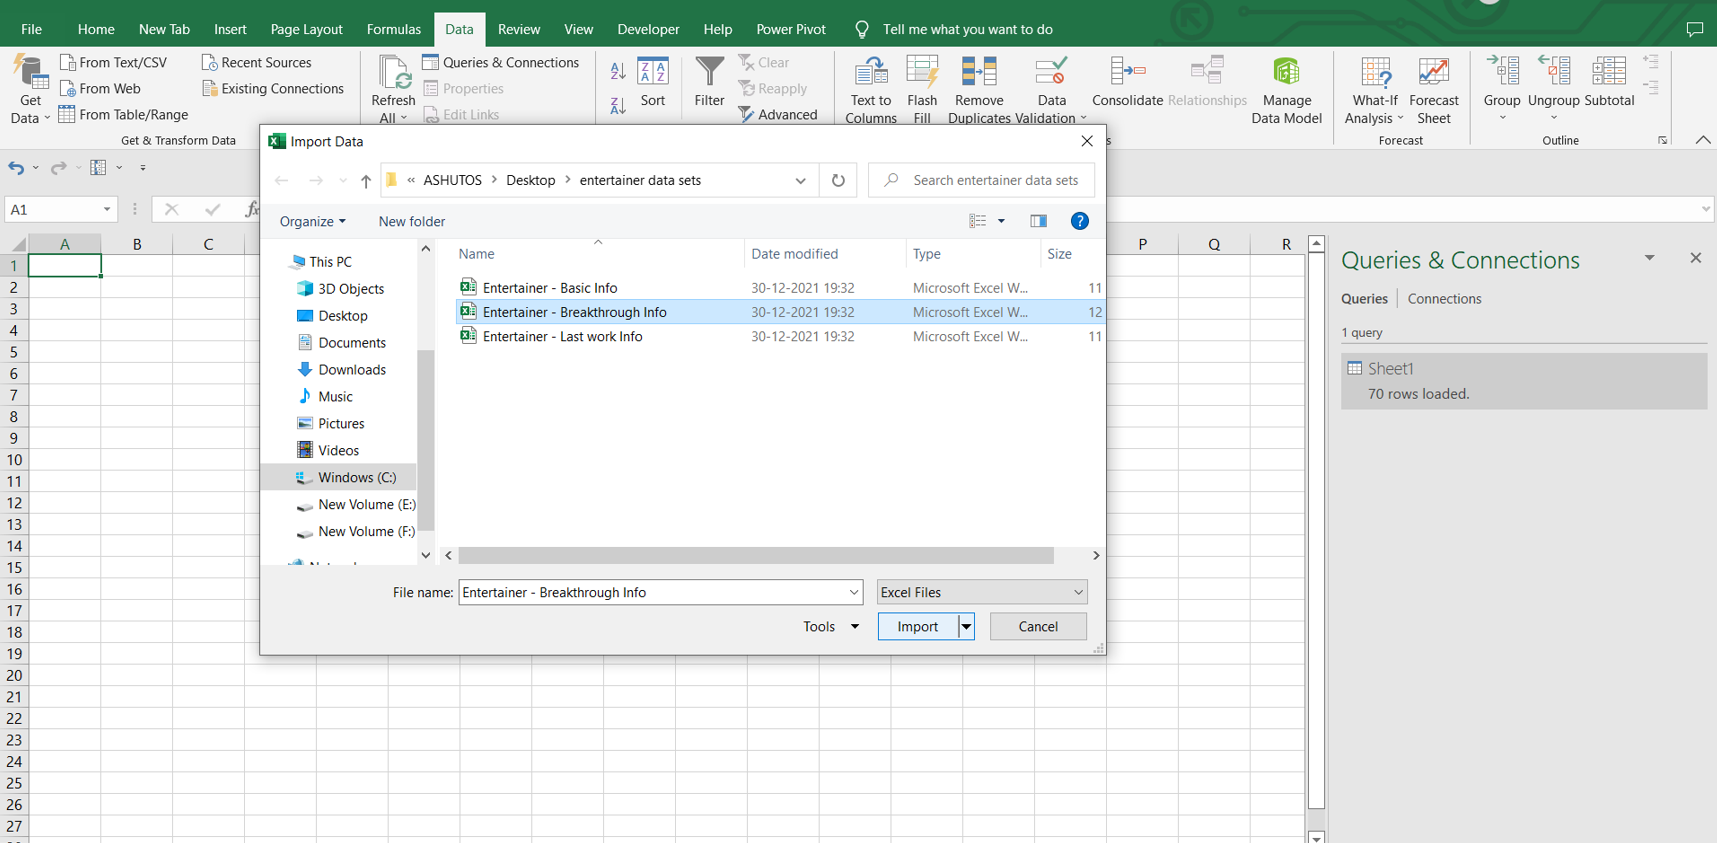 File Home New Tab Insert Page Layout Formulas Data Review View Developer Help Power Pivot Tell me what you want to do
Get Data
From Text/CSV
From Web
From Table/Range
Recent Sources
Existing Connections
Get & Transform Data
Refresh All
Queries & Connections
Properties
Edit Links
Sort
Filter
Clear
Reapply
Advanced
Text to Columns
Flash Fill
Remove Duplicates
Data Validation
Consolidate
Relationships
Manage Data Model
What-If Analysis
Forecast Sheet
Forecast
Group
Ungroup
Subtotal
Outline
A1
fx
A B C P Q R
1
2
3
4
5
6
7
8
9
10
11
12
13
14
15
16
17
18
19
20
21
22
23
24
25
26
27
Import Data
« ASHUTOS > Desktop > entertainer data sets
Search entertainer data sets
Organize New folder
?
This PC
3D Objects
Desktop
Documents
Downloads
Music
Pictures
Videos
Windows (C:)
New Volume (E:)
New Volume (F:)
Name Date modified Type Size
Entertainer - Basic Info 30-12-2021 19:32 Microsoft Excel W... 11
Entertainer - Breakthrough Info 30-12-2021 19:32 Microsoft Excel W... 12
Entertainer - Last work Info 30-12-2021 19:32 Microsoft Excel W... 11
File name: Entertainer - Breakthrough Info Excel Files
Tools Import Cancel
Queries & Connections
Queries Connections
1 query
Sheet1
70 rows loaded.